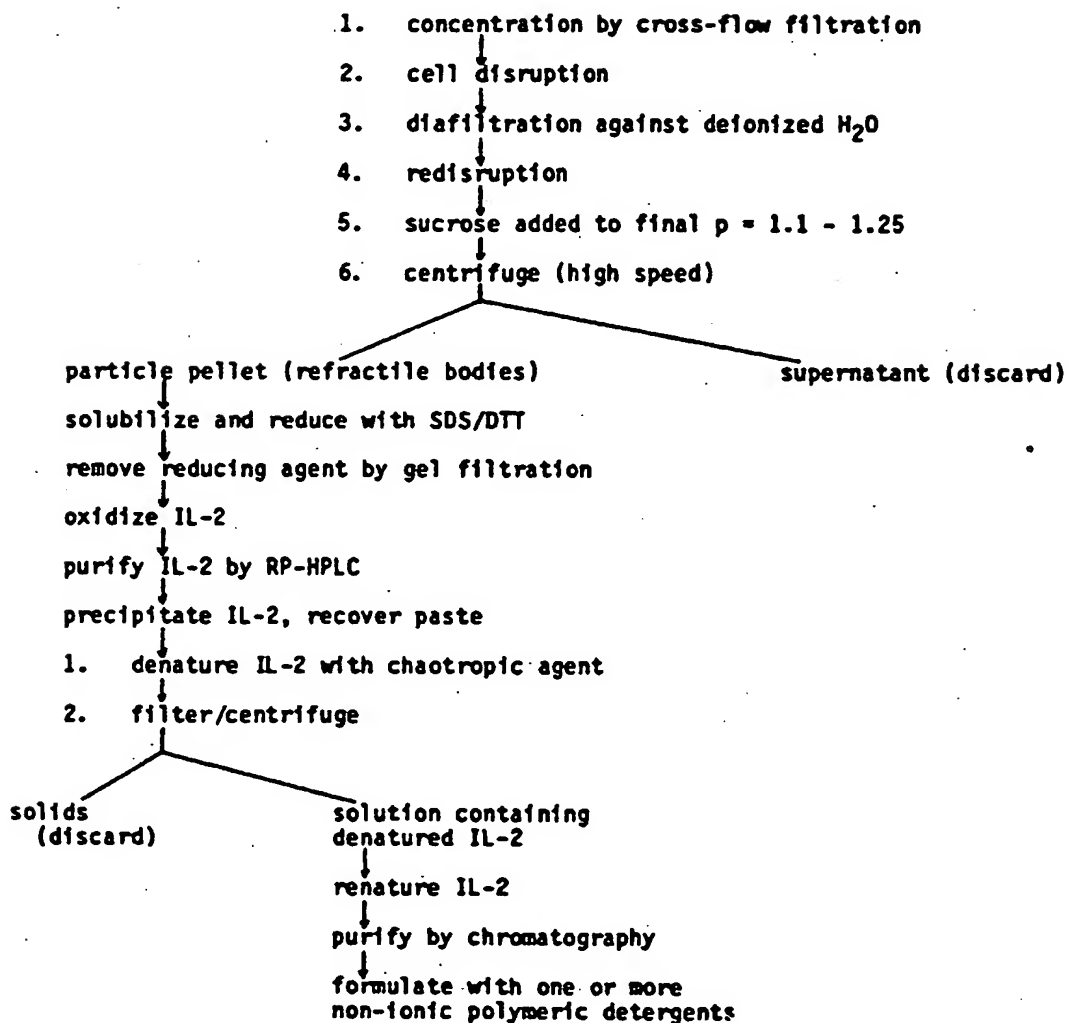 1. concentration by cross-flow filtration
2. cell disruption
3. diafiltration against deionized H₂O
4. redisruption
5. sucrose added to final p = 1.1 - 1.25
6. centrifuge (high speed)
particle pellet (refractile bodies)
supernatant (discard)
solubilize and reduce with SDS/DTT
remove reducing agent by gel filtration
oxidize IL-2
purify IL-2 by RP-HPLC
precipitate IL-2, recover paste
1. denature IL-2 with chaotropic agent
2. filter/centrifuge
solids
(discard)
solution containing
denatured IL-2
renature IL-2
purify by chromatography
formulate with one or more
non-ionic polymeric detergents